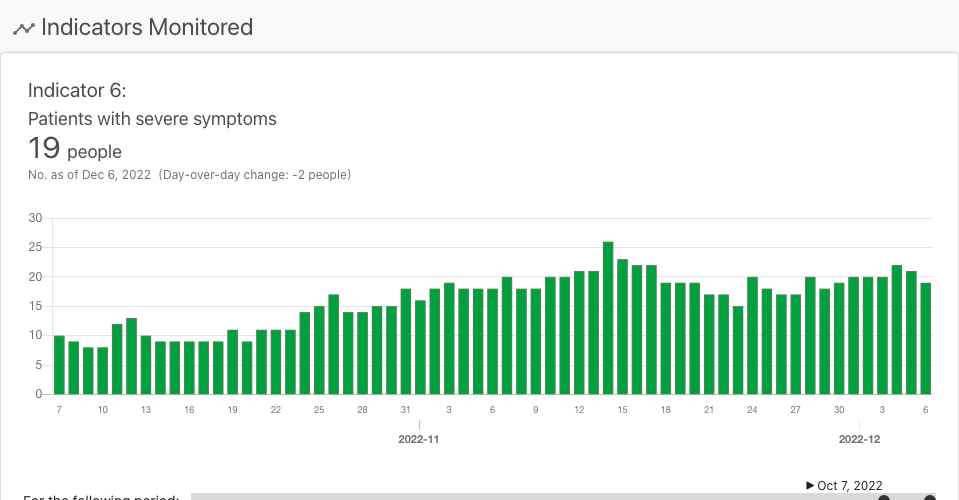 Indicators Monitored
Indicator 6:
Patients with severe symptoms
19 people
No. as of Dec 6, 2022 (Day-over-day change: -2 people)
30
25
20
15
10
5
0
7 10 13 16 19 22 25 28 31 3 6 9 12 15 18 21 24 27 30 3 6
2022-11 2022-12
Oct 7, 2022
For the following period: